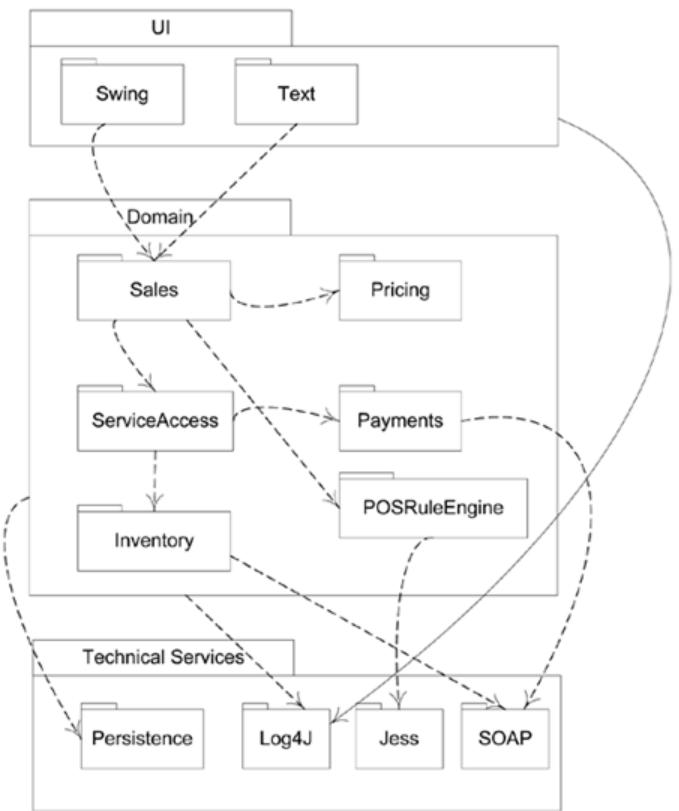 UI
Swing
Text
Domain
Sales
Pricing
ServiceAccess
Payments
POSRuleEngine
Inventory
Technical Services
Persistence
Log4J
Jess
SOAP